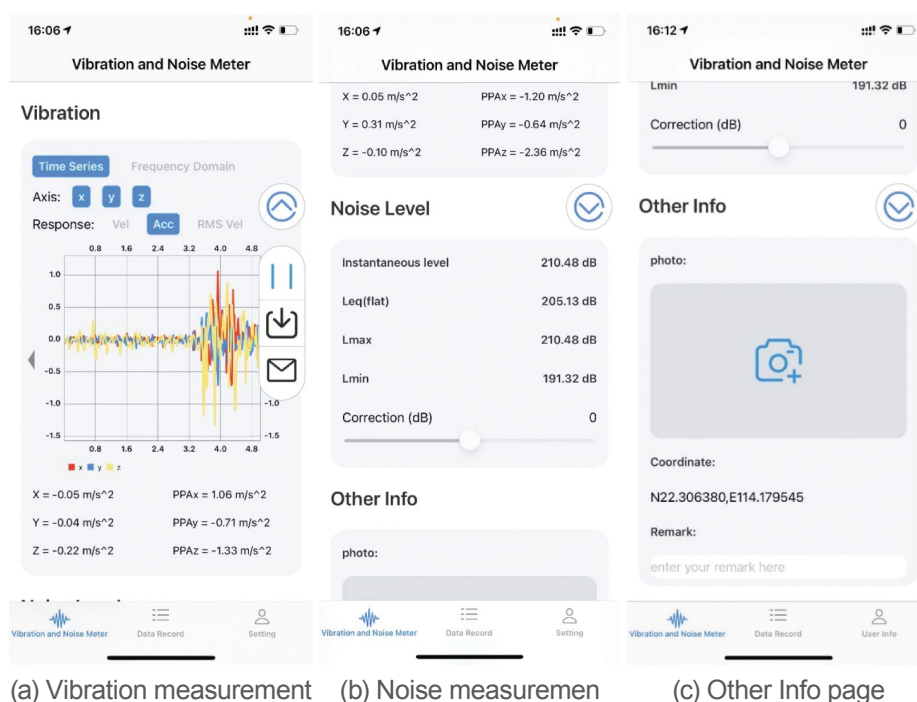 16:06
Vibration and Noise Meter
Vibration
Time Series Frequency Domain
Axis: x y z
Response: Vel Acc RMS Vel
0.8 1.6 2.4 3.2 4.0 4.8
1.0
0.5
0.0
-0.5
-1.0 -1.0
-1.5 -1.5
0.8 1.6 2.4 3.2 4.0 4.8
x y z
X = -0.05 m/s^2 PPAx = 1.06 m/s^2
Y = -0.04 m/s^2 PPAy = -0.71 m/s^2
Z = -0.22 m/s^2 PPAz = -1.33 m/s^2
Vibration and Noise Meter Data Record Setting
(a) Vibration measurement
16:06
Vibration and Noise Meter
X = 0.05 m/s^2 PPAx = -1.20 m/s^2
Y = 0.31 m/s^2 PPAy = -0.64 m/s^2
Z = -0.10 m/s^2 PPAz = -2.36 m/s^2
Noise Level
Instantaneous level 210.48 dB
Leq(flat) 205.13 dB
Lmax 210.48 dB
Lmin 191.32 dB
Correction (dB) 0
Other Info
photo:
Vibration and Noise Meter Data Record Setting
(b) Noise measuremen
16:12
Vibration and Noise Meter
Lmin 191.32 dB
Correction (dB) 0
Other Info
photo:
Coordinate:
N22.306380,E114.179545
Remark:
enter your remark here
Vibration and Noise Meter Data Record User Info
(c) Other Info page